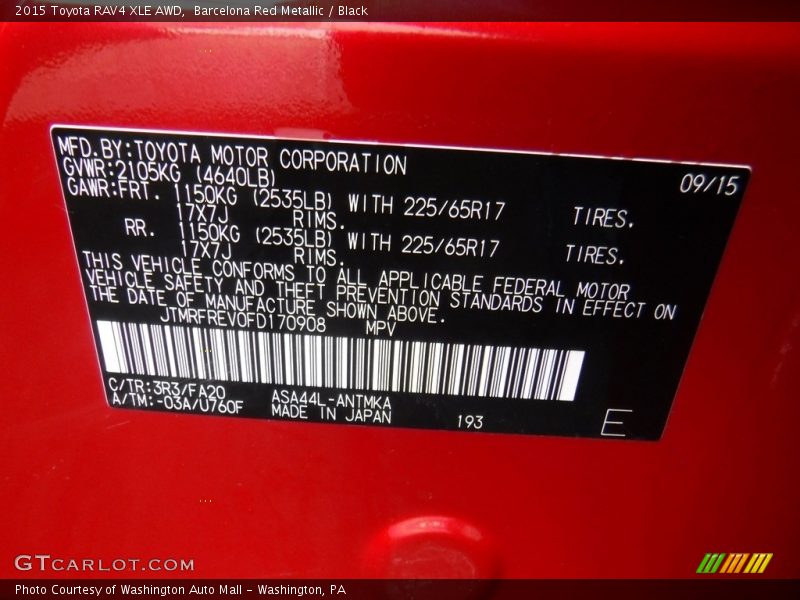 2015 Toyota RAV4 XLE AWD,  Barcelona Red Metallic / Black
MFD.BY:TOYOTA MOTOR CORPORATION
09/15
GVWR:2105KG (4640LB)
GAWR:FRT. 1150KG (2535LB) WITH 225/65R17 TIRES.
17X7J RIMS.
RR. 1150KG (2535LB) WITH 225/65R17 TIRES.
17X7J RIMS.
THIS VEHICLE CONFORMS TO ALL APPLICABLE FEDERAL MOTOR
VEHICLE SAFETY AND THEFT PREVENTION STANDARDS IN EFFECT ON
THE DATE OF MANUFACTURE SHOWN ABOVE.
JTMRFREV0FD170908 MPV
C/TR:3R3/FA20 ASA44L-ANTMKA
A/TM:-03A/U760F MADE IN JAPAN 193 E
GTCARLOT.COM
Photo Courtesy of Washington Auto Mall - Washington, PA